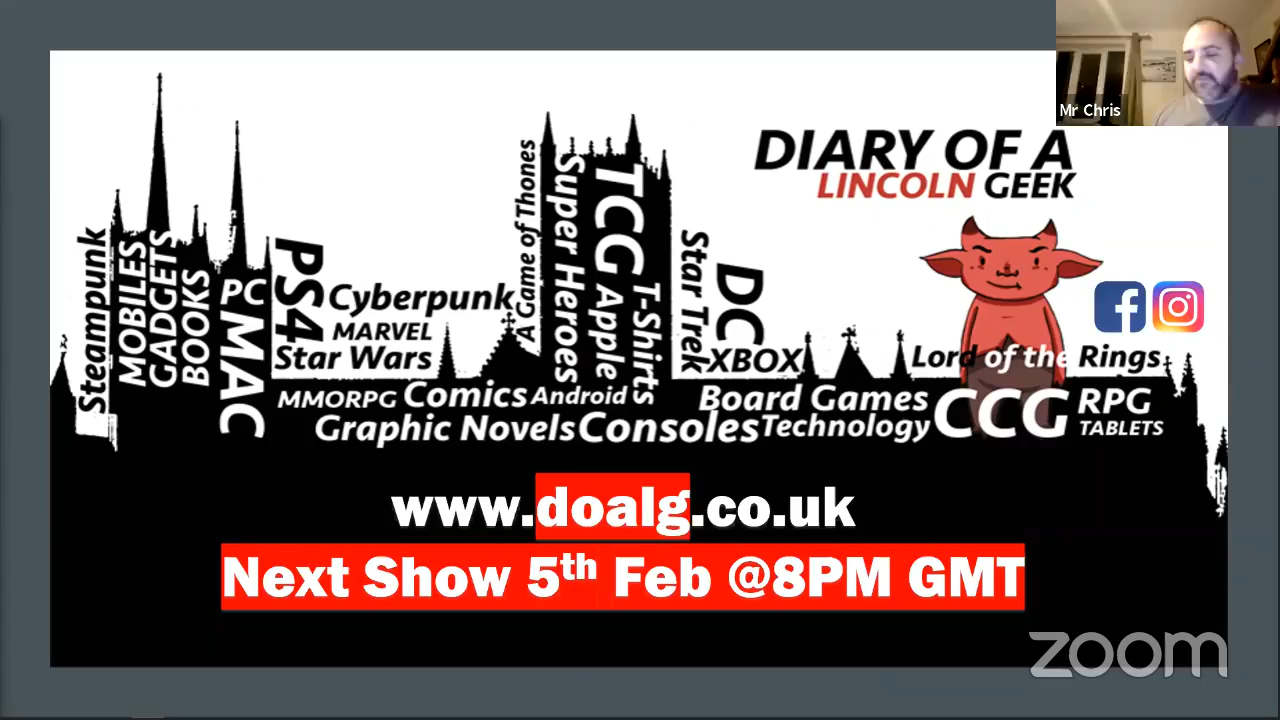 Mr Chris
DIARY OF A
LINCOLN GEEK
Steampunk
MOBILES
GADGETS
BOOKS
PC
MAC
PS4
Cyberpunk
MARVEL
Star Wars
A Game of Thones
Super Heroes
TCG Apple
T-Shirts
Star Trek
DC
XBOX
Lord of the Rings
MMORPG Comics Android
Board Games
CCG
RPG
TABLETS
Graphic Novels Consoles Technology
www.doalg.co.uk
Next Show 5th Feb @8PM GMT
zoom